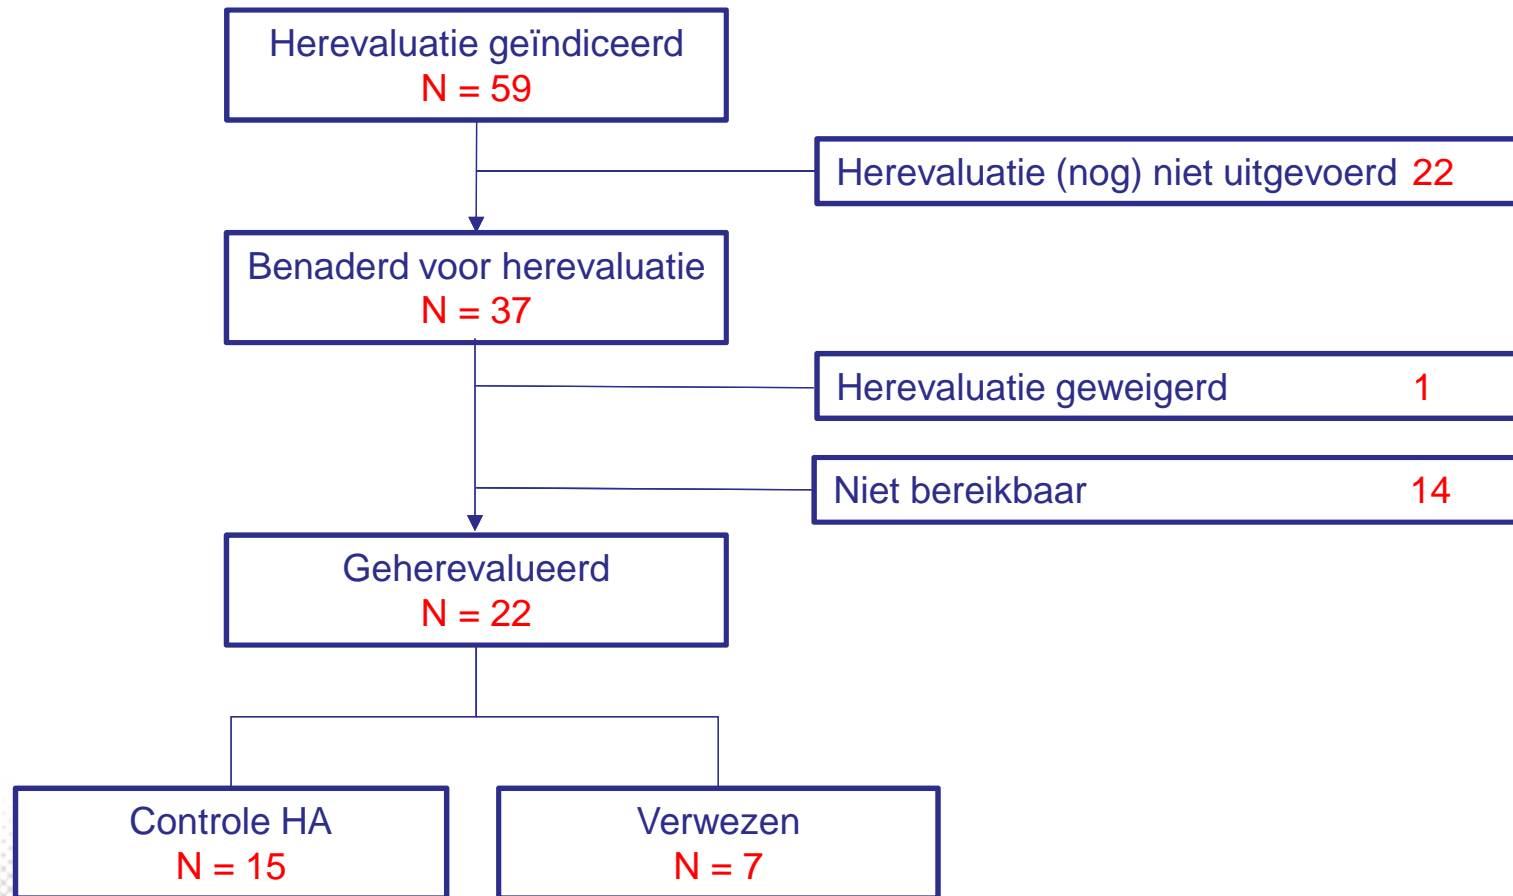 Herevaluatie geïndiceerd
N = 59
Herevaluatie (nog) niet uitgevoerd 22
Benaderd voor herevaluatie
N = 37
Herevaluatie geweigerd 1
Niet bereikbaar 14
Geherevalueerd
N = 22
Controle HA
N = 15
Verwezen
N = 7